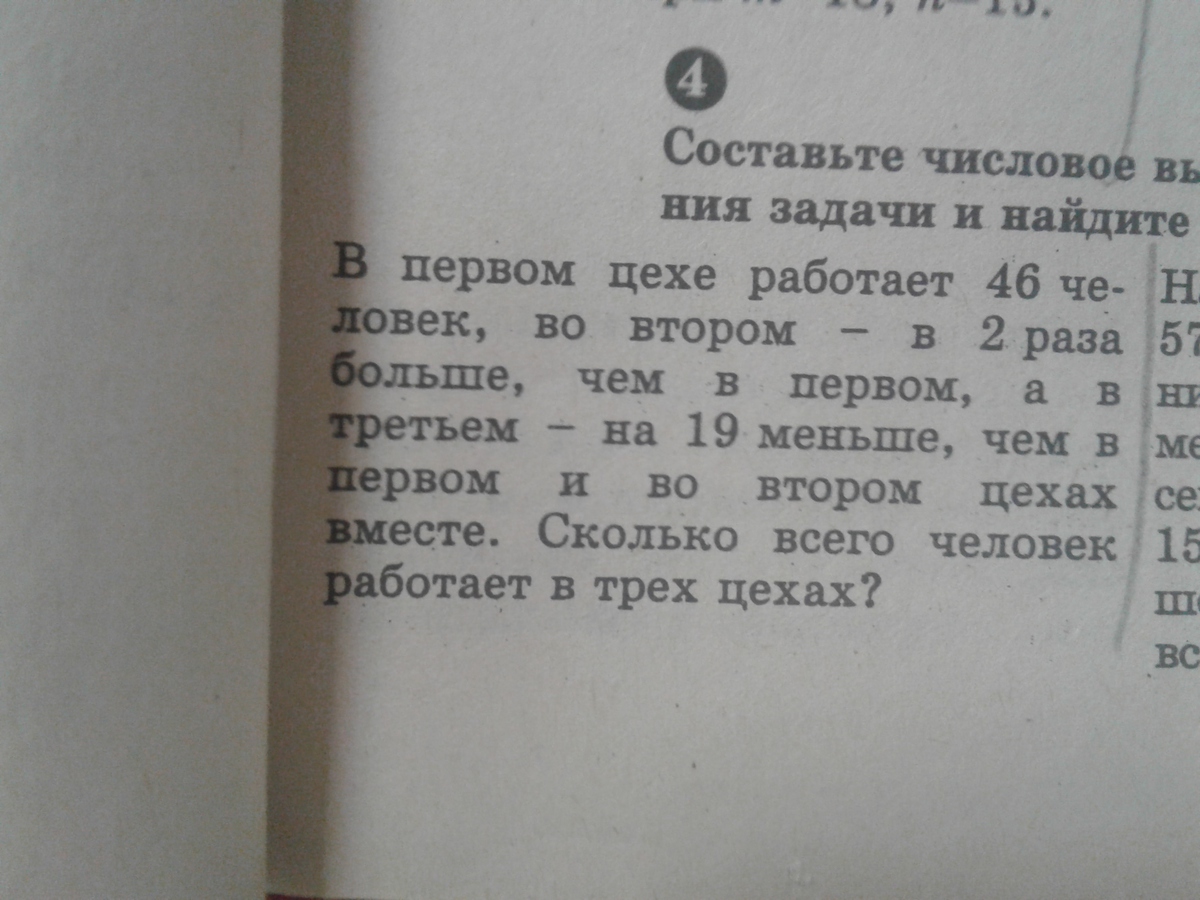 4
Составьте числовое
ния задачи и найдите
В первом цехе работает 46 че-
ловек, во втором – в 2 раза
больше, чем в первом, а в
третьем – на 19 меньше, чем в
первом и во втором цехах
вместе. Сколько всего человек
работает в трех цехах?